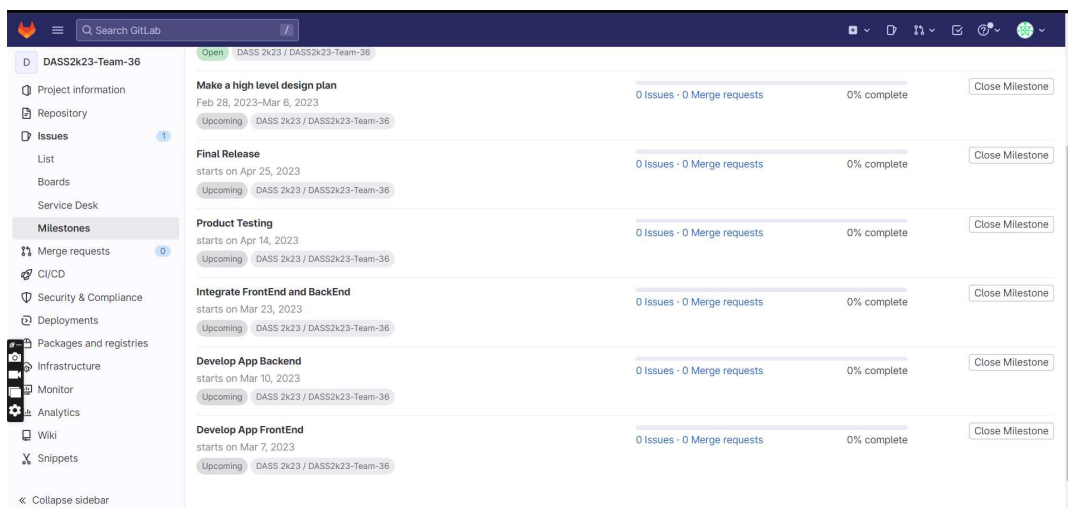 Search GitLab
/
D DASS2k23-Team-36
Project information
Repository
Issues 1
List
Boards
Service Desk
Milestones
Merge requests 0
CI/CD
Security & Compliance
Deployments
Packages and registries
Infrastructure
Monitor
Analytics
Wiki
Snippets
« Collapse sidebar
Open DASS 2k23 / DASS2k23-Team-36
Make a high level design plan
Feb 28, 2023–Mar 6, 2023
Upcoming DASS 2k23 / DASS2k23-Team-36
0 Issues · 0 Merge requests 0% complete
Close Milestone
Final Release
starts on Apr 25, 2023
Upcoming DASS 2k23 / DASS2k23-Team-36
0 Issues · 0 Merge requests 0% complete
Close Milestone
Product Testing
starts on Apr 14, 2023
Upcoming DASS 2k23 / DASS2k23-Team-36
0 Issues · 0 Merge requests 0% complete
Close Milestone
Integrate FrontEnd and BackEnd
starts on Mar 23, 2023
Upcoming DASS 2k23 / DASS2k23-Team-36
0 Issues · 0 Merge requests 0% complete
Close Milestone
Develop App Backend
starts on Mar 10, 2023
Upcoming DASS 2k23 / DASS2k23-Team-36
0 Issues · 0 Merge requests 0% complete
Close Milestone
Develop App FrontEnd
starts on Mar 7, 2023
Upcoming DASS 2k23 / DASS2k23-Team-36
0 Issues · 0 Merge requests 0% complete
Close Milestone